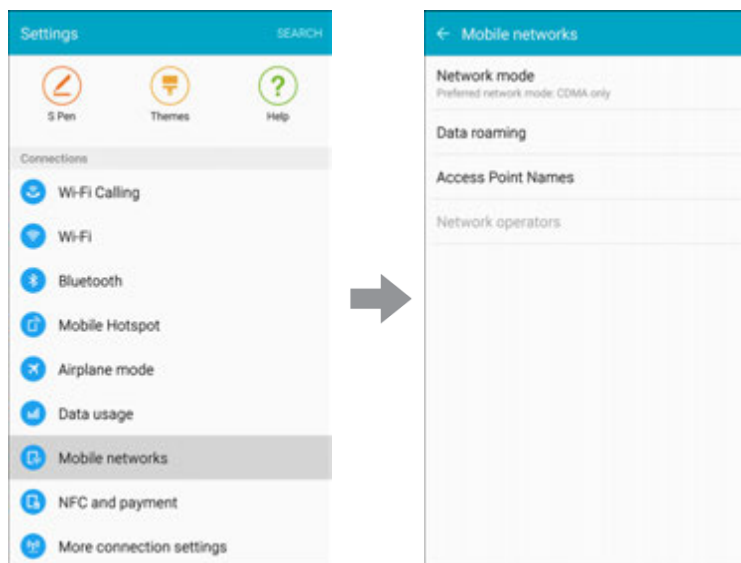 Settings SEARCH
S Pen Themes Help
Connections
Wi-Fi Calling
Wi-Fi
Bluetooth
Mobile Hotspot
Airplane mode
Data usage
Mobile networks
NFC and payment
More connection settings
Mobile networks
Network mode
Preferred network mode: CDMA only
Data roaming
Access Point Names
Network operators